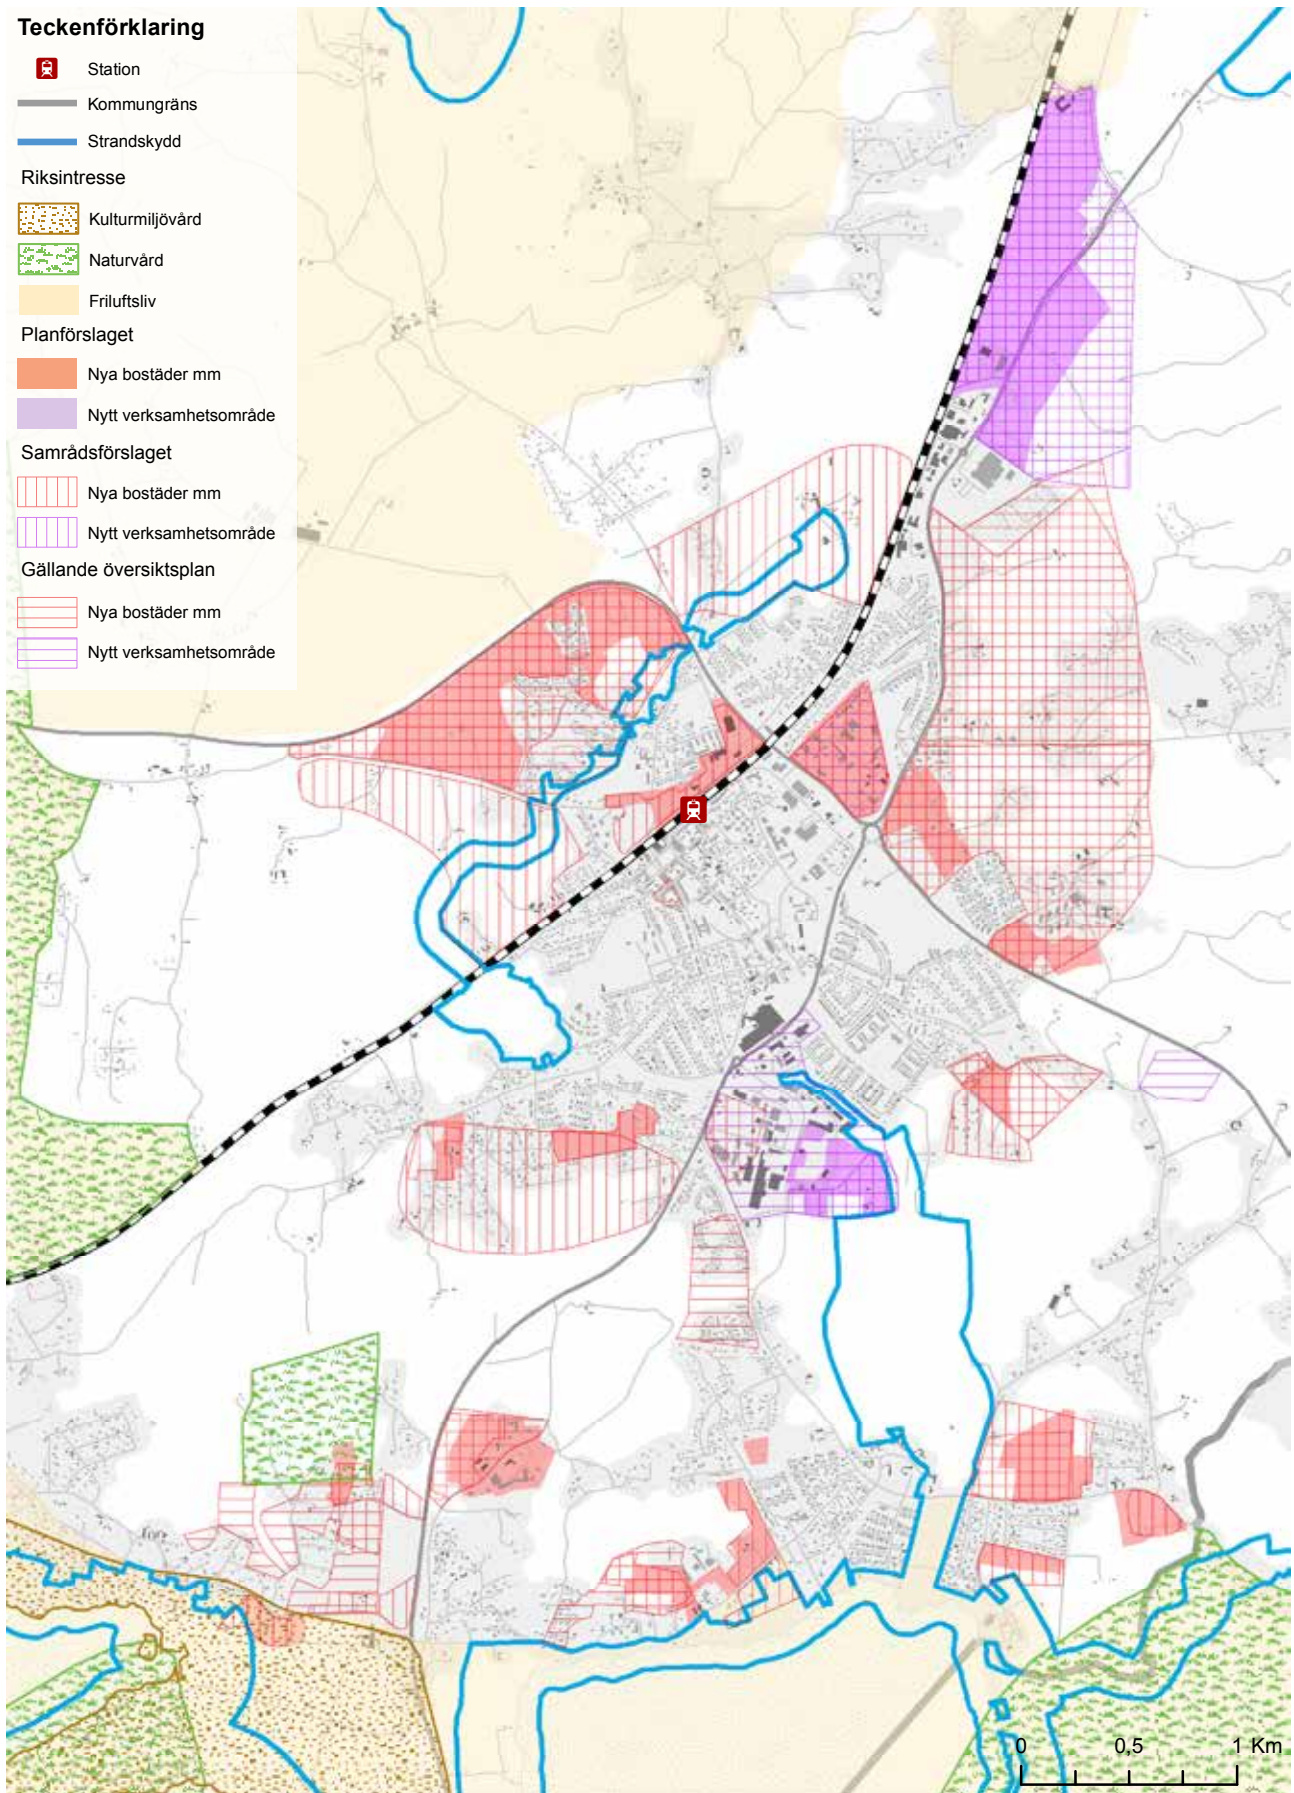 Teckenförklaring
Station
Kommungräns
Strandskydd
Riksintresse
Kulturmiljövård
Naturvård
Friluftsliv
Planförslaget
Nya bostäder mm
Nytt verksamhetsområde
Samrådsförslaget
Nya bostäder mm
Nytt verksamhetsområde
Gällande översiktsplan
Nya bostäder mm
Nytt verksamhetsområde
0 0,5 1 Km